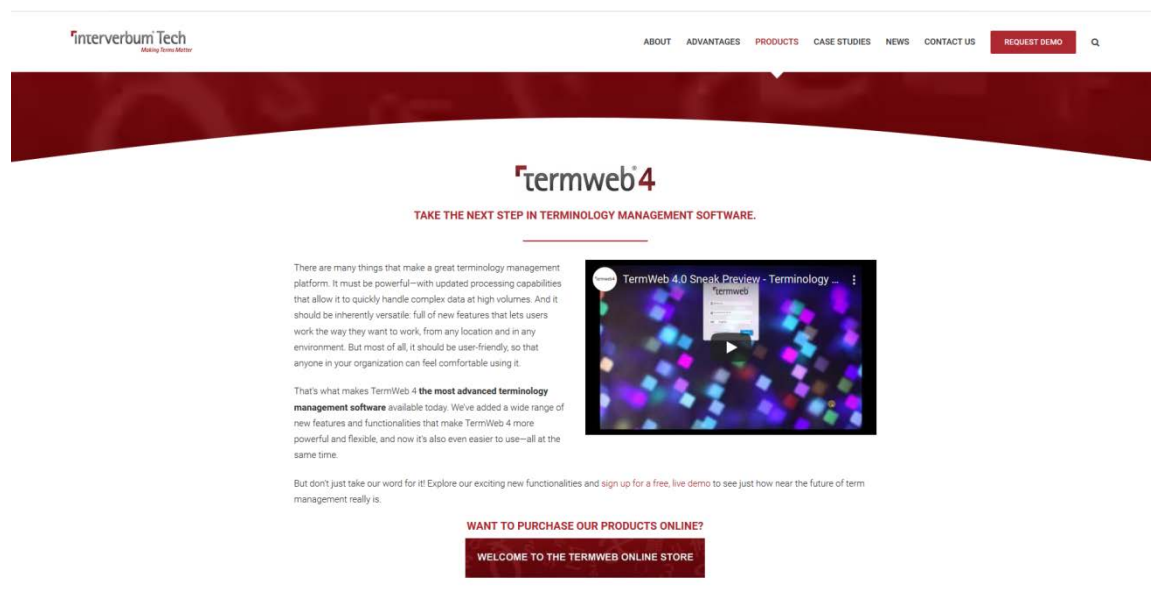 interverbum Tech
Making Terms Matter
ABOUT ADVANTAGES PRODUCTS CASE STUDIES NEWS CONTACT US REQUEST DEMO
termweb®4
TAKE THE NEXT STEP IN TERMINOLOGY MANAGEMENT SOFTWARE.
There are many things that make a great terminology management
platform. It must be powerful—with updated processing capabilities
that allow it to quickly handle complex data at high volumes. And it
should be inherently versatile: full of new features that lets users
work the way they want to work, from any location and in any
environment. But most of all, it should be user-friendly, so that
anyone in your organization can feel comfortable using it.
That's what makes TermWeb 4 the most advanced terminology
management software available today. We've added a wide range of
new features and functionalities that make TermWeb 4 more
powerful and flexible, and now it's also even easier to use—all at the
same time.
TermWeb 4.0 Sneak Preview - Terminology ...
termweb
But don't just take our word for it! Explore our exciting new functionalities and sign up for a free, live demo to see just how near the future of term
management really is.
WANT TO PURCHASE OUR PRODUCTS ONLINE?
WELCOME TO THE TERMWEB ONLINE STORE